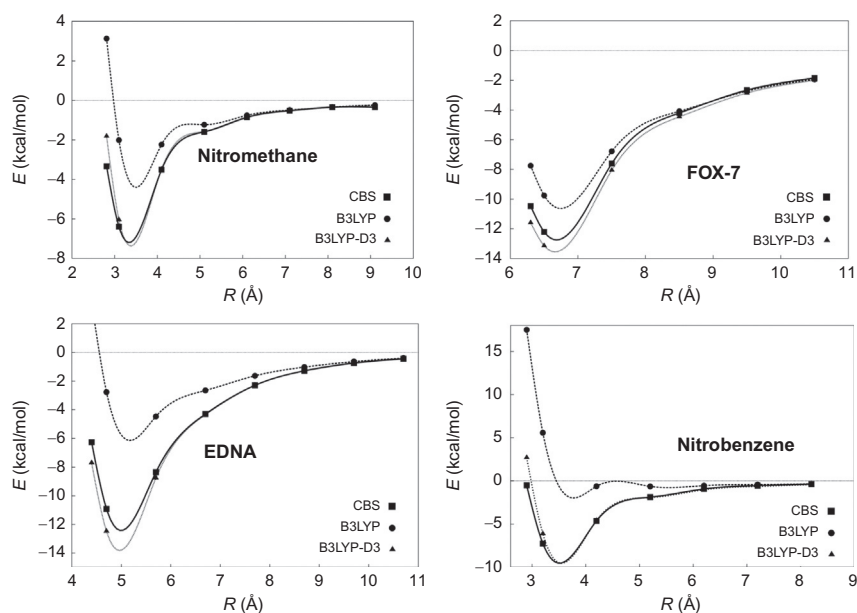 4
2
0
−2
−4
−6
−8
E (kcal/mol)
Nitromethane
CBS
B3LYP
B3LYP-D3
2 3 4 5 6 7 8 9 10
R (Å)
2
0
−2
−4
−6
−8
−10
−12
−14
E (kcal/mol)
FOX-7
CBS
B3LYP
B3LYP-D3
6 7 8 9 10 11
R (Å)
2
0
−2
−4
−6
−8
−10
−12
−14
E (kcal/mol)
EDNA
CBS
B3LYP
B3LYP-D3
4 5 6 7 8 9 10 11
R (Å)
15
10
5
0
−5
−10
E (kcal/mol)
Nitrobenzene
CBS
B3LYP
B3LYP-D3
3 4 5 6 7 8 9
R (Å)